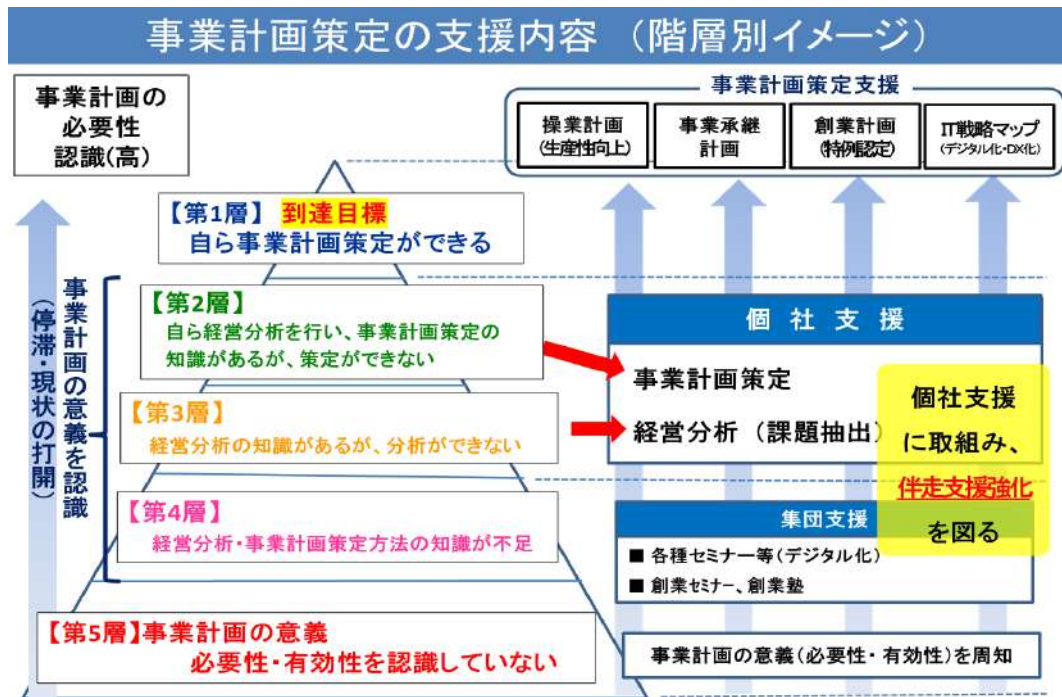 事業計画策定の支援内容 （階層別イメージ）
事業計画の
必要性
認識(高)
事業計画策定支援
操業計画
(生産性向上)
事業承継
計画
創業計画
(特例認定)
IT戦略マップ
(デジタル化・DX化)
【第1層】 到達目標
自ら事業計画策定ができる
事業計画の意義を認識
(停滞・現状の打開)
【第2層】
自ら経営分析を行い、事業計画策定の
知識があるが、策定ができない
【第3層】
経営分析の知識があるが、分析ができない
【第4層】
経営分析・事業計画策定方法の知識が不足
【第5層】事業計画の意義
必要性・有効性を認識していない
個社支援
事業計画策定
経営分析（課題抽出）
個社支援
に取組み、
伴走支援強化
を図る
集団支援
■ 各種セミナー等(デジタル化)
■ 創業セミナー、創業塾
事業計画の意義(必要性・有効性)を周知